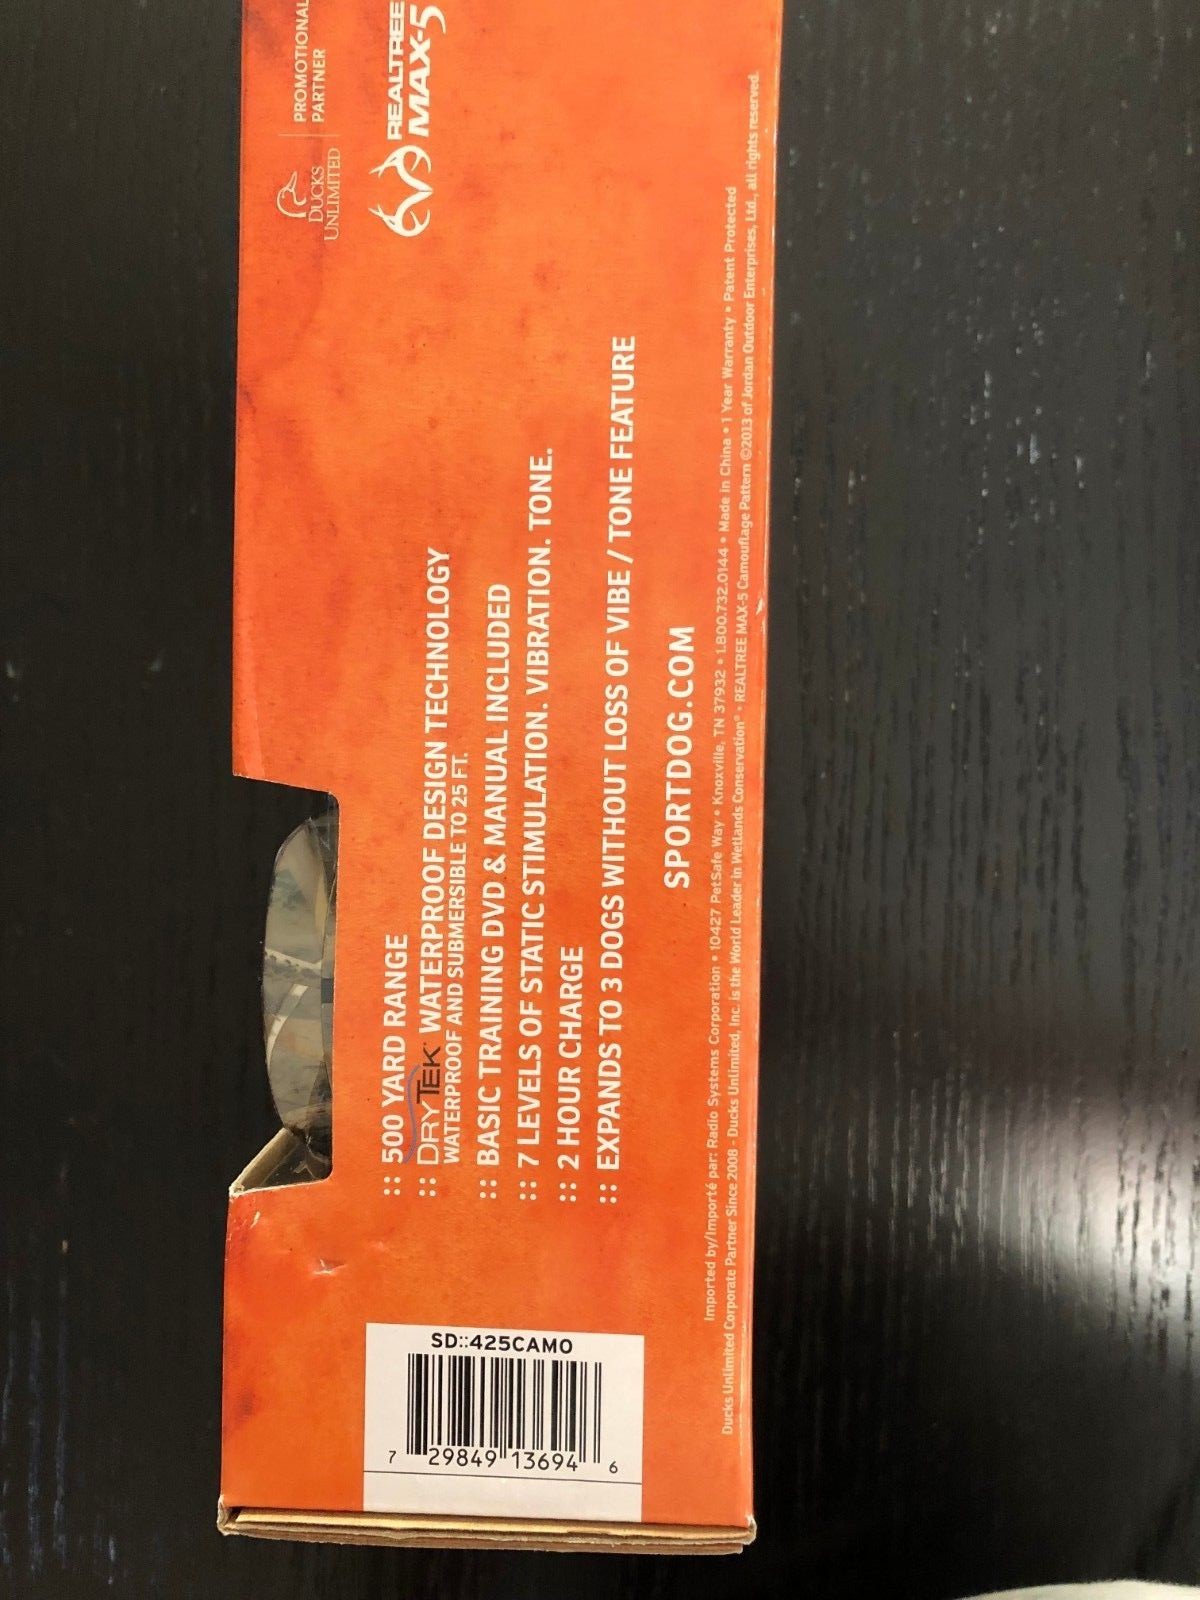 DUCKS
UNLIMITED
PROMOTIONAL
PARTNER
REALTREE
MAX-5
:: 500 YARD RANGE
:: DRYTEK WATERPROOF DESIGN TECHNOLOGY
WATERPROOF AND SUBMERSIBLE TO 25 FT.
:: BASIC TRAINING DVD & MANUAL INCLUDED
:: 7 LEVELS OF STATIC STIMULATION. VIBRATION. TONE.
:: 2 HOUR CHARGE
:: EXPANDS TO 3 DOGS WITHOUT LOSS OF VIBE / TONE FEATURE
SPORTDOG.COM
Imported by/Importé par: Radio Systems Corporation • 10427 PetSafe Way • Knoxville, TN 37932 • 1.800.732.0144 • Made in China • 1 Year Warranty • Patent Protected
Ducks Unlimited Corporate Partner Since 2008 - Ducks Unlimited, Inc. is the World Leader in Wetlands Conservation® • REALTREE MAX-5 Camouflage Pattern ©2013 of Jordan Outdoor Enterprises, Ltd., all rights reserved.
SD::425CAMO
7 29849 13694 6